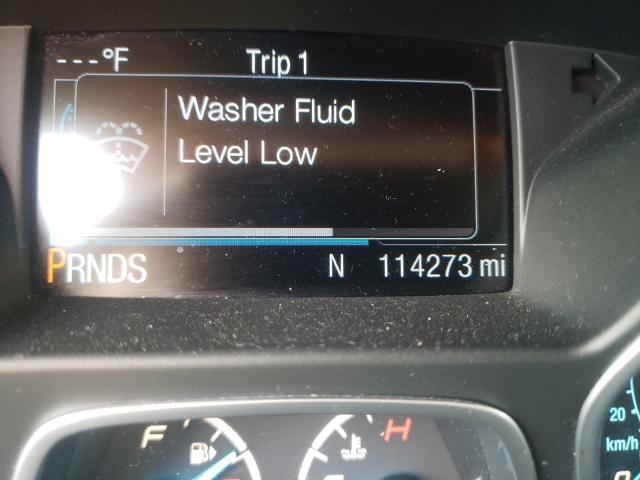 ---°F Trip 1
Washer Fluid
Level Low
PRNDS N 114273 mi
F H
20
km/h